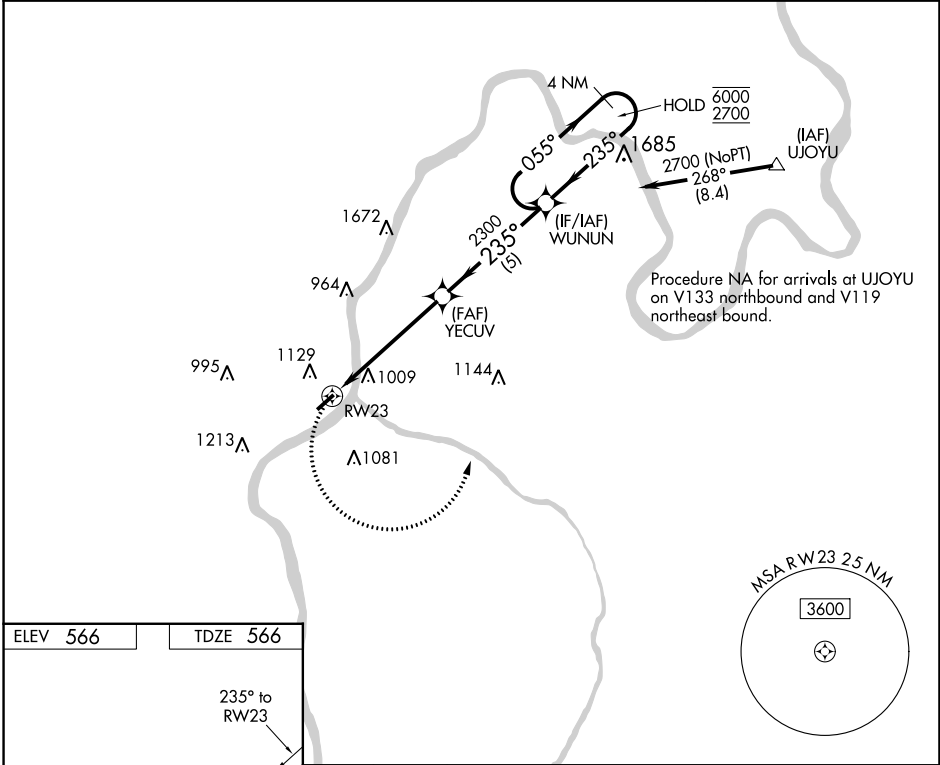 4 NM
HOLD 6000
2700
(IAF)
UJOYU
055°
235°
1685
2700 (NoPT)
268°
(8.4)
1672
2300
235°
(5)
(IF/IAF)
WUNUN
964
(FAF)
YECUV
Procedure NA for arrivals at UJOYU
on V133 northbound and V119
northeast bound.
995
1129
1009
1144
RW23
1213
1081
MSA RW23 25 NM
3600
ELEV 566
TDZE 566
235° to
RW23